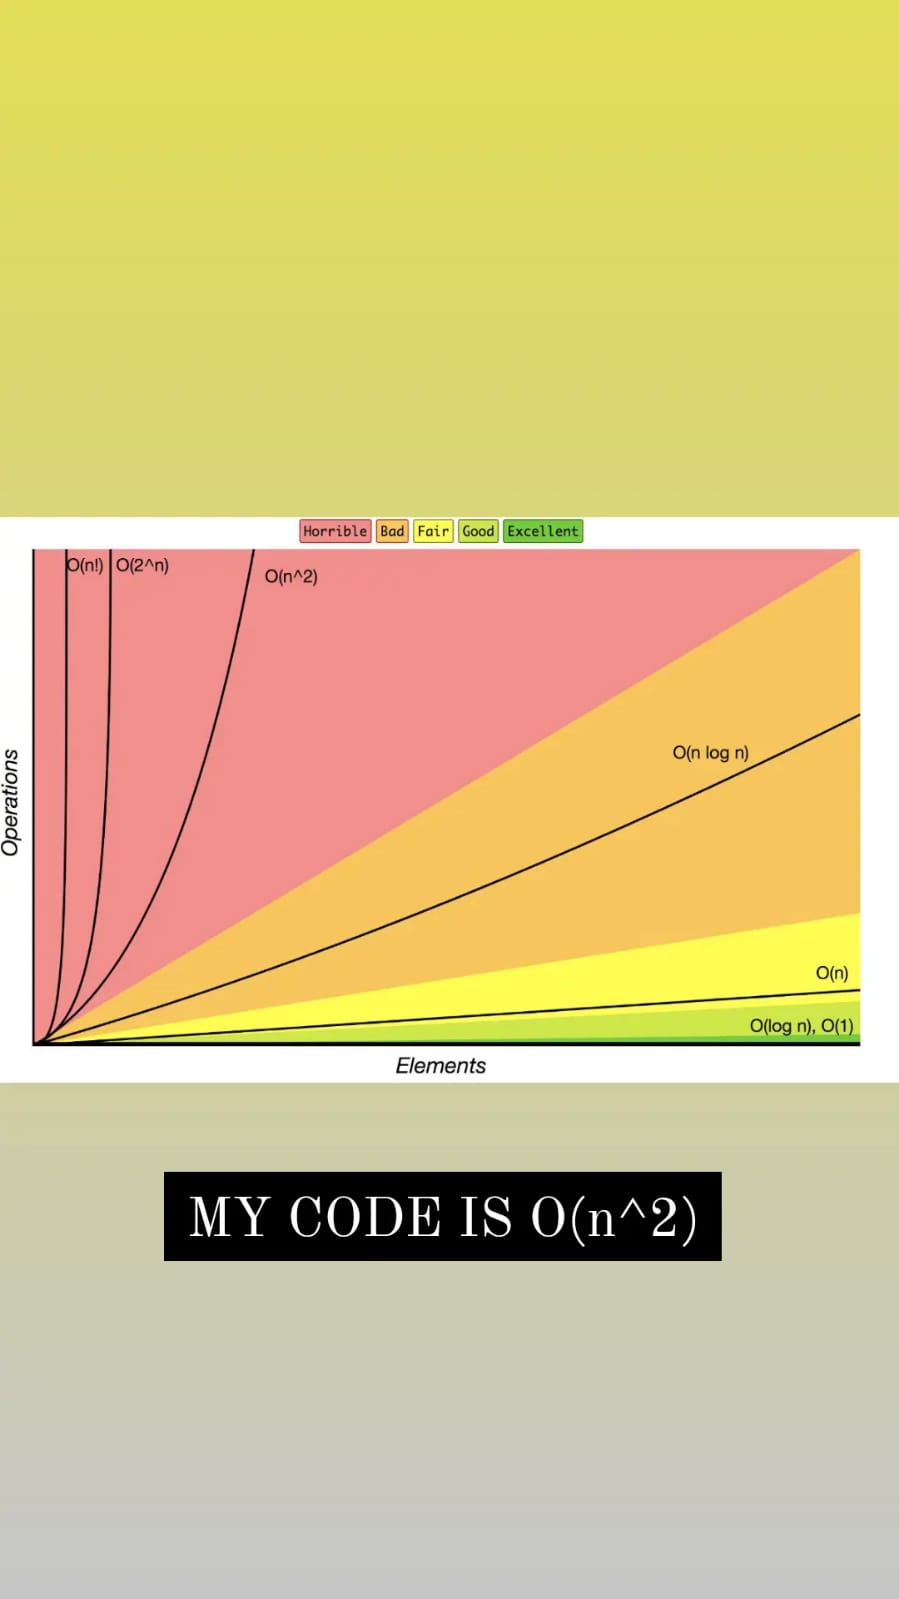 Horrible Bad Fair Good Excellent
O(n!) O(2^n)
O(n^2)
O(n log n)
O(n)
O(log n), O(1)
Operations
Elements
MY CODE IS O(n^2)